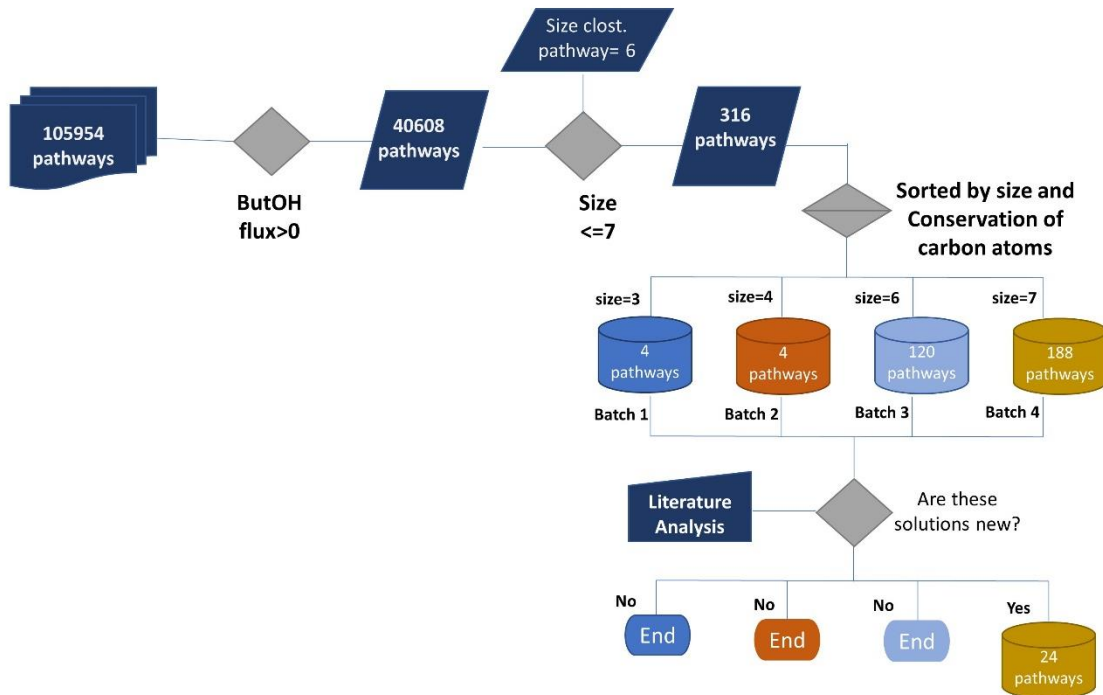 Size clost.
pathway= 6
105954
pathways
40608
pathways
316
pathways
ButOH
flux>0
Size
<=7
Sorted by size and
Conservation of
carbon atoms
size=3
size=4
size=6
size=7
4
pathways
4
pathways
120
pathways
188
pathways
Batch 1
Batch 2
Batch 3
Batch 4
Literature
Analysis
Are these
solutions new?
No
No
No
Yes
End
End
End
24
pathways